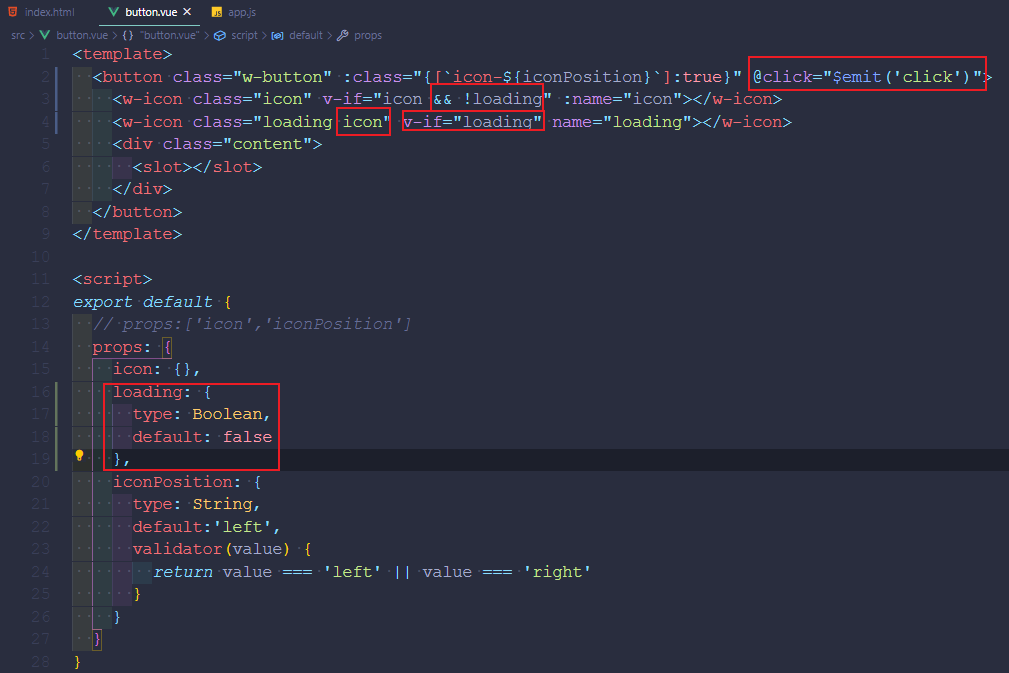 index.html button.vue × JS app.js
src > button.vue > {} "button.vue" > script > default > props
1 <template>
2 <button class="w-button" :class="{[`icon-${iconPosition}`]:true}" @click="$emit('click')">
3 <w-icon class="icon" v-if="icon && !loading" :name="icon"></w-icon>
4 <w-icon class="loading icon" v-if="loading" name="loading"></w-icon>
5 <div class="content">
6 <slot></slot>
7 </div>
8 </button>
9 </template>
10
11 <script>
12 export default {
13 // props:['icon','iconPosition']
14 props: {
15 icon: {},
16 loading: {
17 type: Boolean,
18 default: false
19 },
20 iconPosition: {
21 type: String,
22 default:'left',
23 validator(value) {
24 return value === 'left' || value === 'right'
25 }
26 }
27 }
28 }